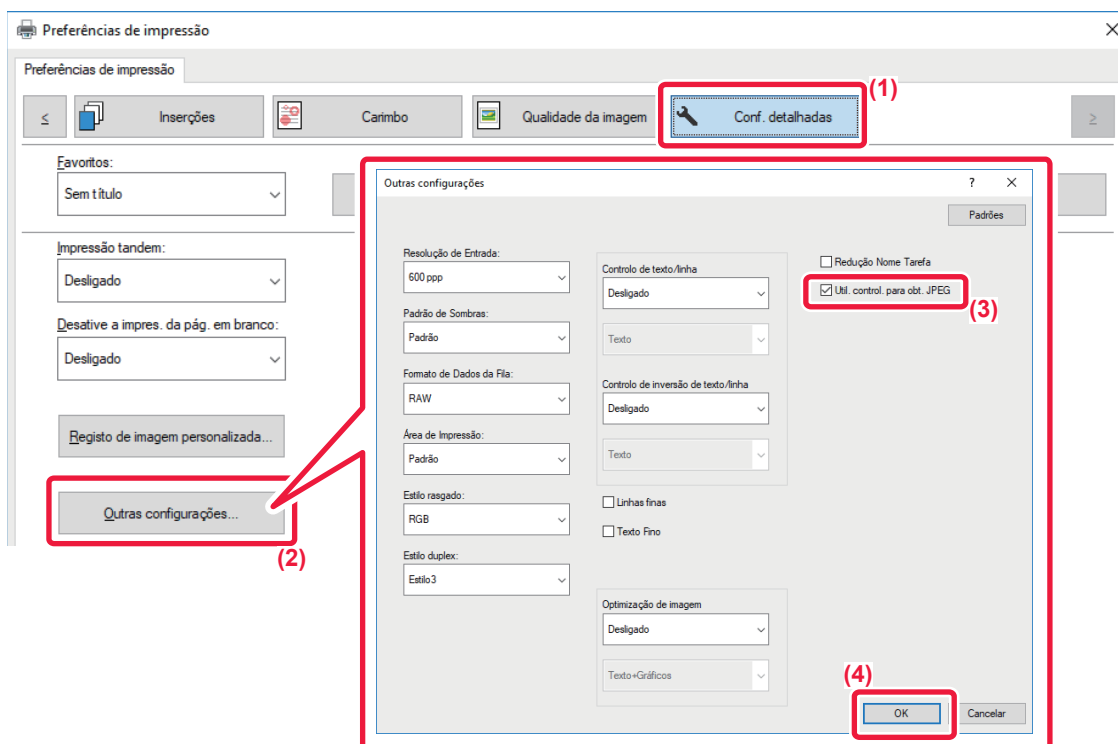 Preferências de impressão
Preferências de impressão
(1)
< Inserções Carimbo Qualidade da imagem Conf. detalhadas >
Favoritos:
Sem título
Impressão tandem:
Desligado
Desative a impres. da pág. em branco:
Desligado
Registo de imagem personalizada...
Outras configurações...
(2)
Outras configurações ?
Padrões
Resolução de Entrada:
600 ppp
Padrão de Sombras:
Padrão
Formato de Dados da Fila:
RAW
Área de Impressão:
Padrão
Estilo rasgado:
RGB
Estilo duplex:
Estilo3
Controlo de texto/linha
Desligado
Texto
Controlo de inversão de texto/linha
Desligado
Texto
Linhas finas
Texto Fino
Optimização de imagem
Desligado
Texto+Gráficos
Redução Nome Tarefa
Util. control. para obt. JPEG
(3)
(4)
OK Cancelar